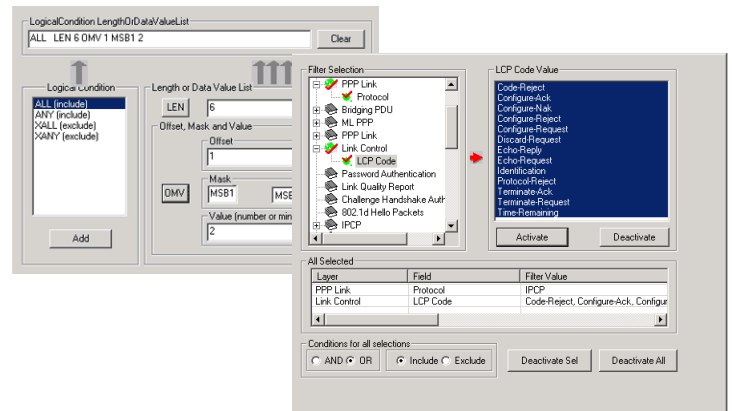 LogicalCondition LengthOrDataValueList
ALL LEN 6 OMV 1 MSB1 2
Clear
Logical Condition
ALL (include)
ANY (include)
XALL (exclude)
XANY (exclude)
Add
Length or Data Value List
LEN
6
Offset, Mask and Value
Offset
1
OMV
Mask
MSB1
MSB
Value (number or min
2
Filter Selection
PPP Link
Protocol
Bridging PDU
ML PPP
PPP Link
Link Control
LCP Code
Password Authentication
Link Quality Report
Challenge Handshake Auth
802.1d Hello Packets
IPCP
LCP Code Value
Code-Reject
Configure-Ack
Configure-Nak
Configure-Reject
Configure-Request
Discard-Request
Echo-Reply
Echo-Request
Identification
Protocol-Reject
Terminate-Ack
Terminate-Request
Time-Remaining
Activate
Deactivate
All Selected
Layer Field Filter Value
PPP Link Protocol IPCP
Link Control LCP Code Code-Reject, Configure-Ack, Configur
Conditions for all selections
AND OR Include Exclude
Deactivate Sel
Deactivate All